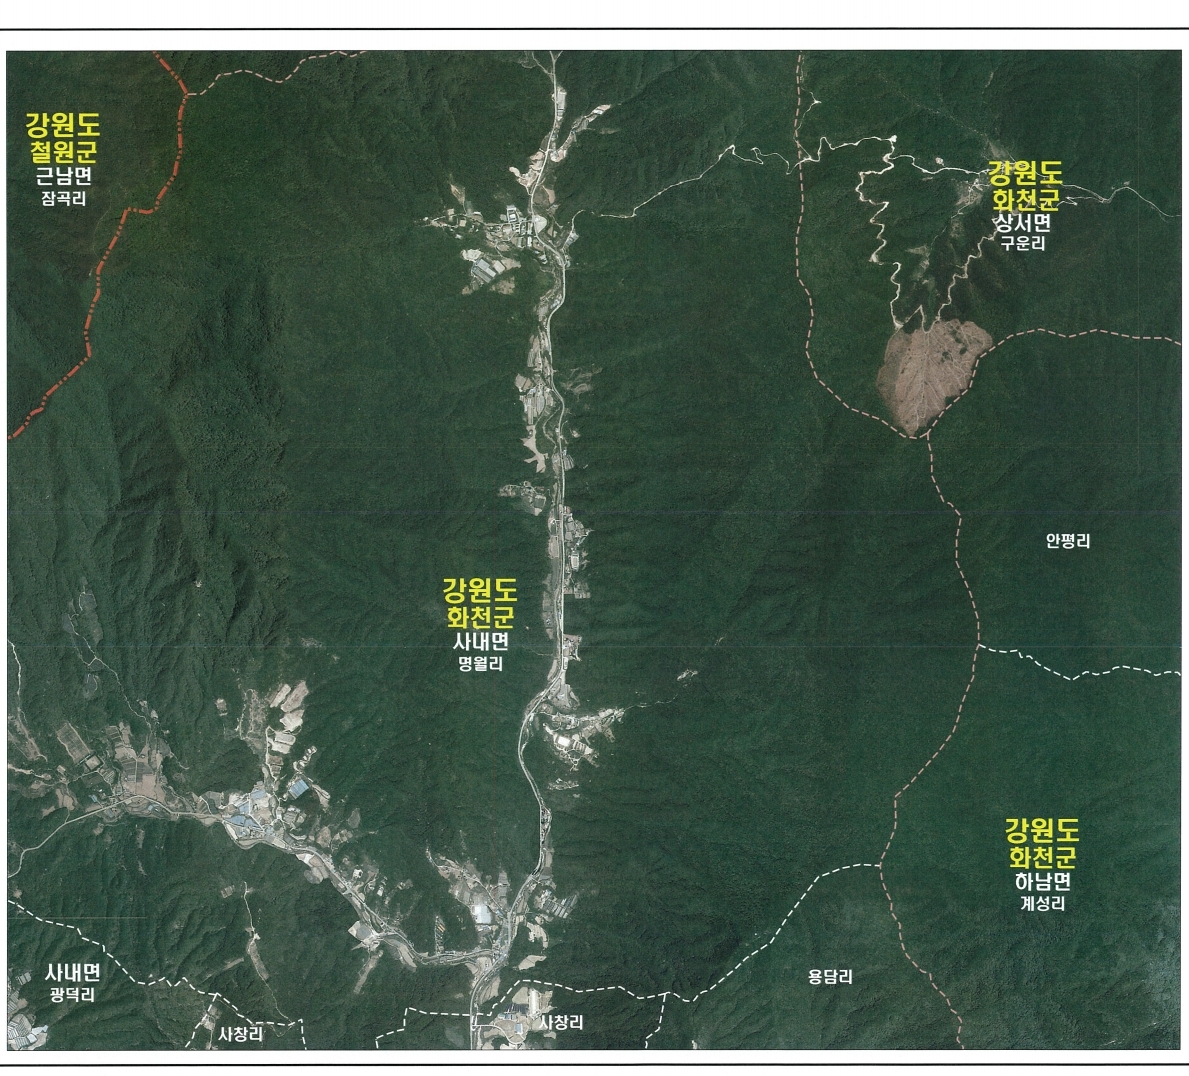 강원도
철원군
근남면
잠곡리
강원도
화천군
상서면
구운리
안평리
강원도
화천군
사내면
명월리
강원도
화천군
하남면
계성리
사내면
광덕리
용담리
사창리
사창리